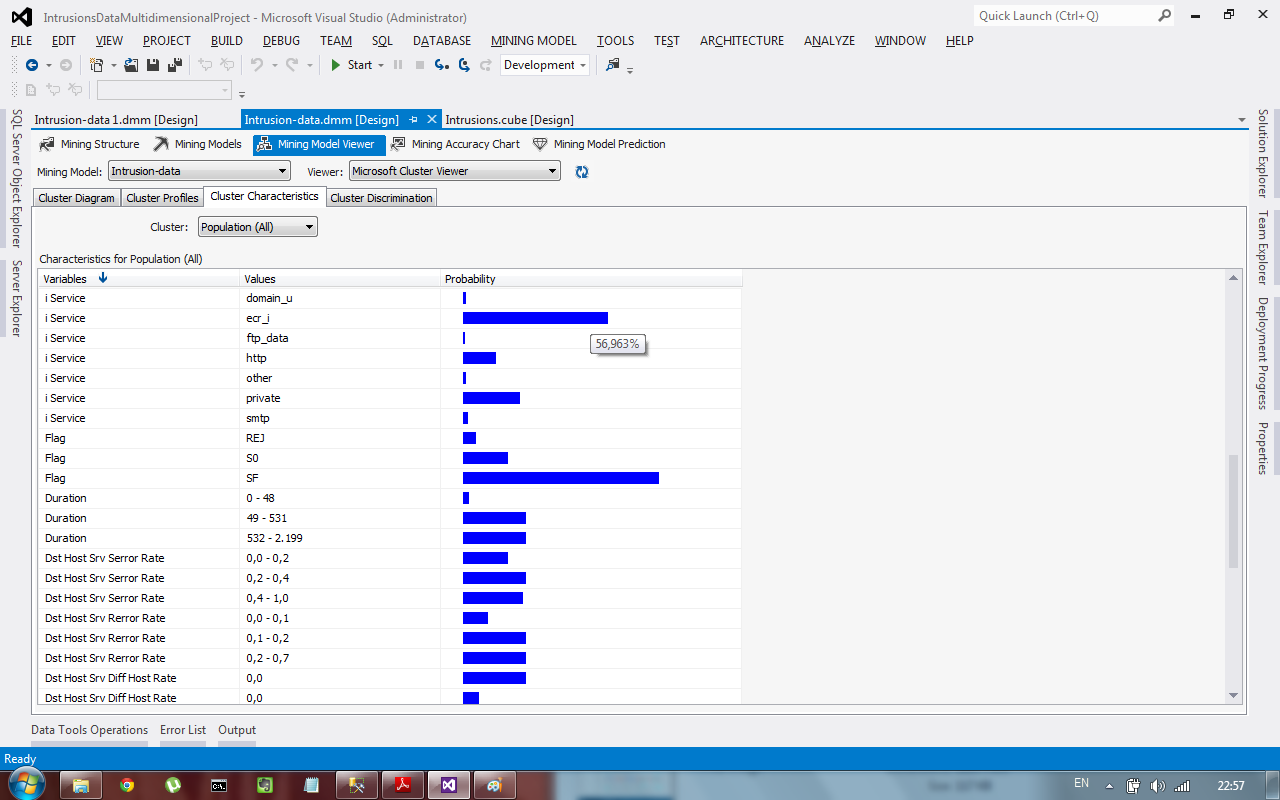 IntrusionsDataMultidimensionalProject - Microsoft Visual Studio (Administrator)
Quick Launch (Ctrl+Q)
FILE EDIT VIEW PROJECT BUILD DEBUG TEAM SQL DATABASE MINING MODEL TOOLS TEST ARCHITECTURE ANALYZE WINDOW HELP
Start Development
Intrusion-data 1.dmm [Design] Intrusion-data.dmm [Design] Intrusions.cube [Design]
Mining Structure Mining Models Mining Model Viewer Mining Accuracy Chart Mining Model Prediction
Mining Model: Intrusion-data Viewer: Microsoft Cluster Viewer
Cluster Diagram Cluster Profiles Cluster Characteristics Cluster Discrimination
Cluster: Population (All)
Characteristics for Population (All)
Variables Values Probability
i Service domain_u
i Service ecr_i
i Service ftp_data
56,963%
i Service http
i Service other
i Service private
i Service smtp
Flag REJ
Flag S0
Flag SF
Duration 0 - 48
Duration 49 - 531
Duration 532 - 2.199
Dst Host Srv Serror Rate 0,0 - 0,2
Dst Host Srv Serror Rate 0,2 - 0,4
Dst Host Srv Serror Rate 0,4 - 1,0
Dst Host Srv Rerror Rate 0,0 - 0,1
Dst Host Srv Rerror Rate 0,1 - 0,2
Dst Host Srv Rerror Rate 0,2 - 0,7
Dst Host Srv Diff Host Rate 0,0
Dst Host Srv Diff Host Rate 0,0
SQL Server Object Explorer
Server Explorer
Solution Explorer
Team Explorer
Deployment Progress
Properties
Data Tools Operations Error List Output
Ready
EN 22:57